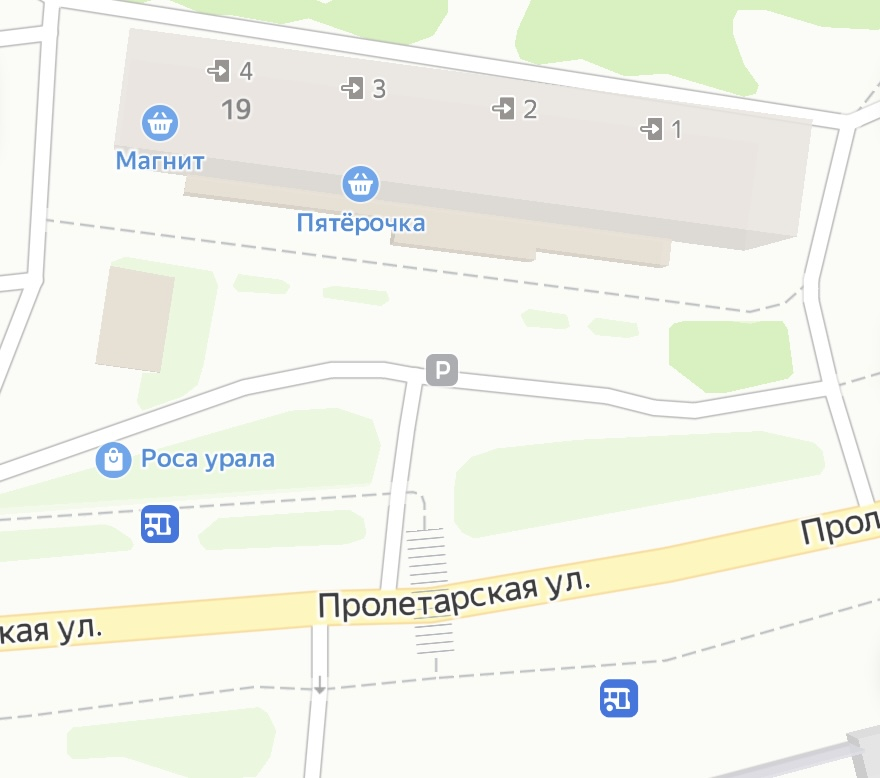 4
3
2
1
19
Магнит
Пятёрочка
P
Роса урала
Прол
Пролетарская ул.
кая ул.